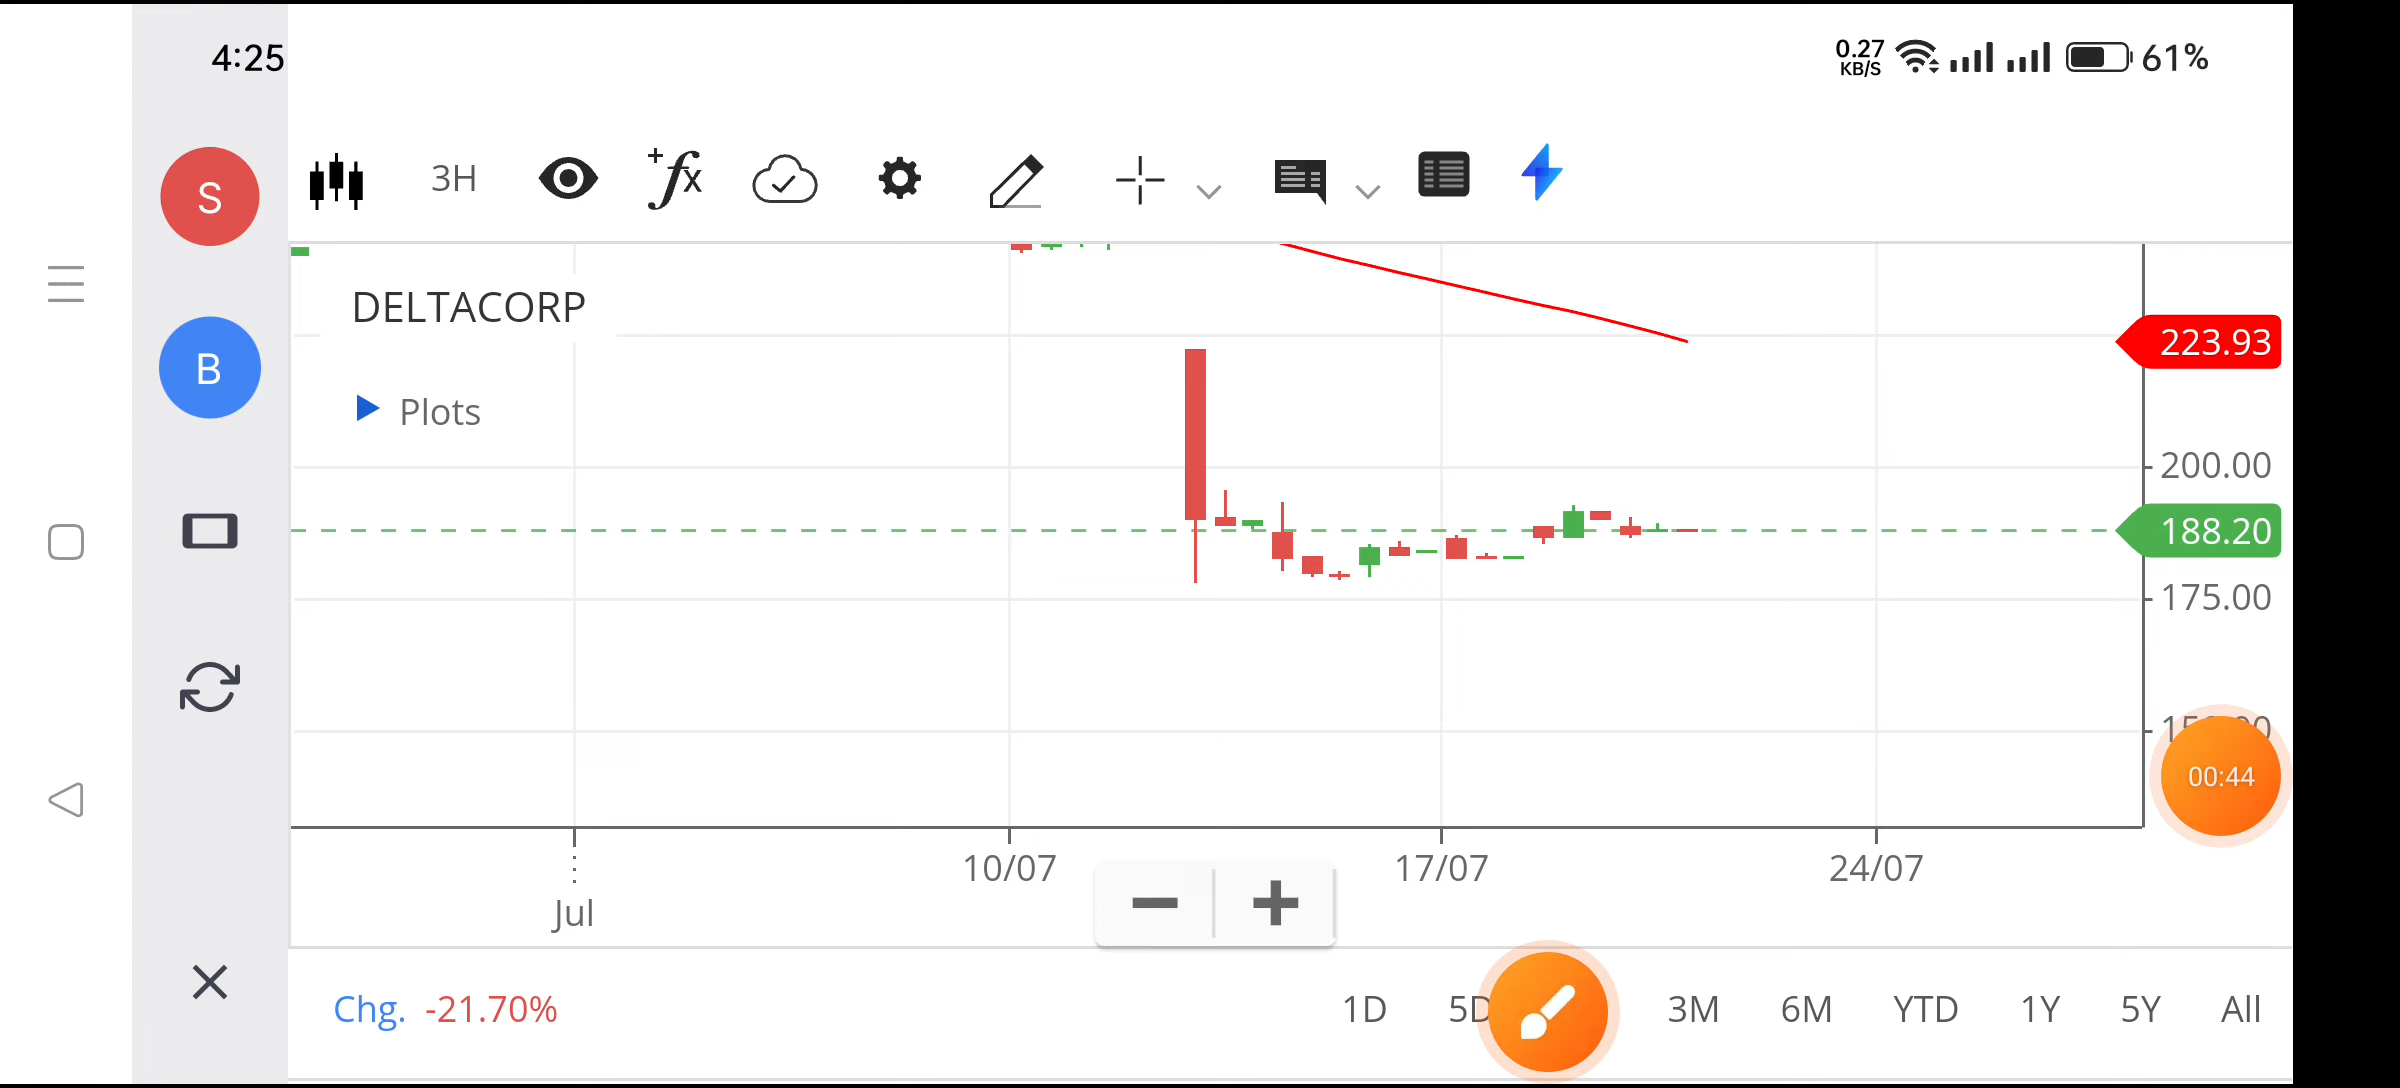 4:25
0.27
KB/S
61%
S
3H
+fx
B
DELTACORP
Plots
223.93
200.00
188.20
175.00
00:44
10/07
17/07
24/07
Jul
Chg. -21.70%
1D
5D
3M
6M
YTD
1Y
5Y
All